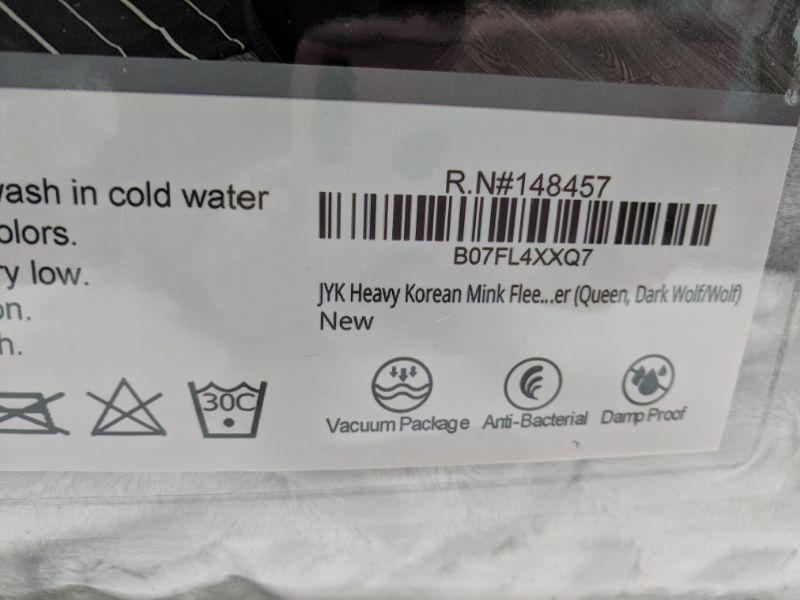 wash in cold water
olors.
ry low.
on.
h.
30C
R.N#148457
B07FL4XXQ7
JYK Heavy Korean Mink Flee...er (Queen, Dark Wolf/Wolf)
New
Vacuum Package
Anti-Bacterial
Damp Proof